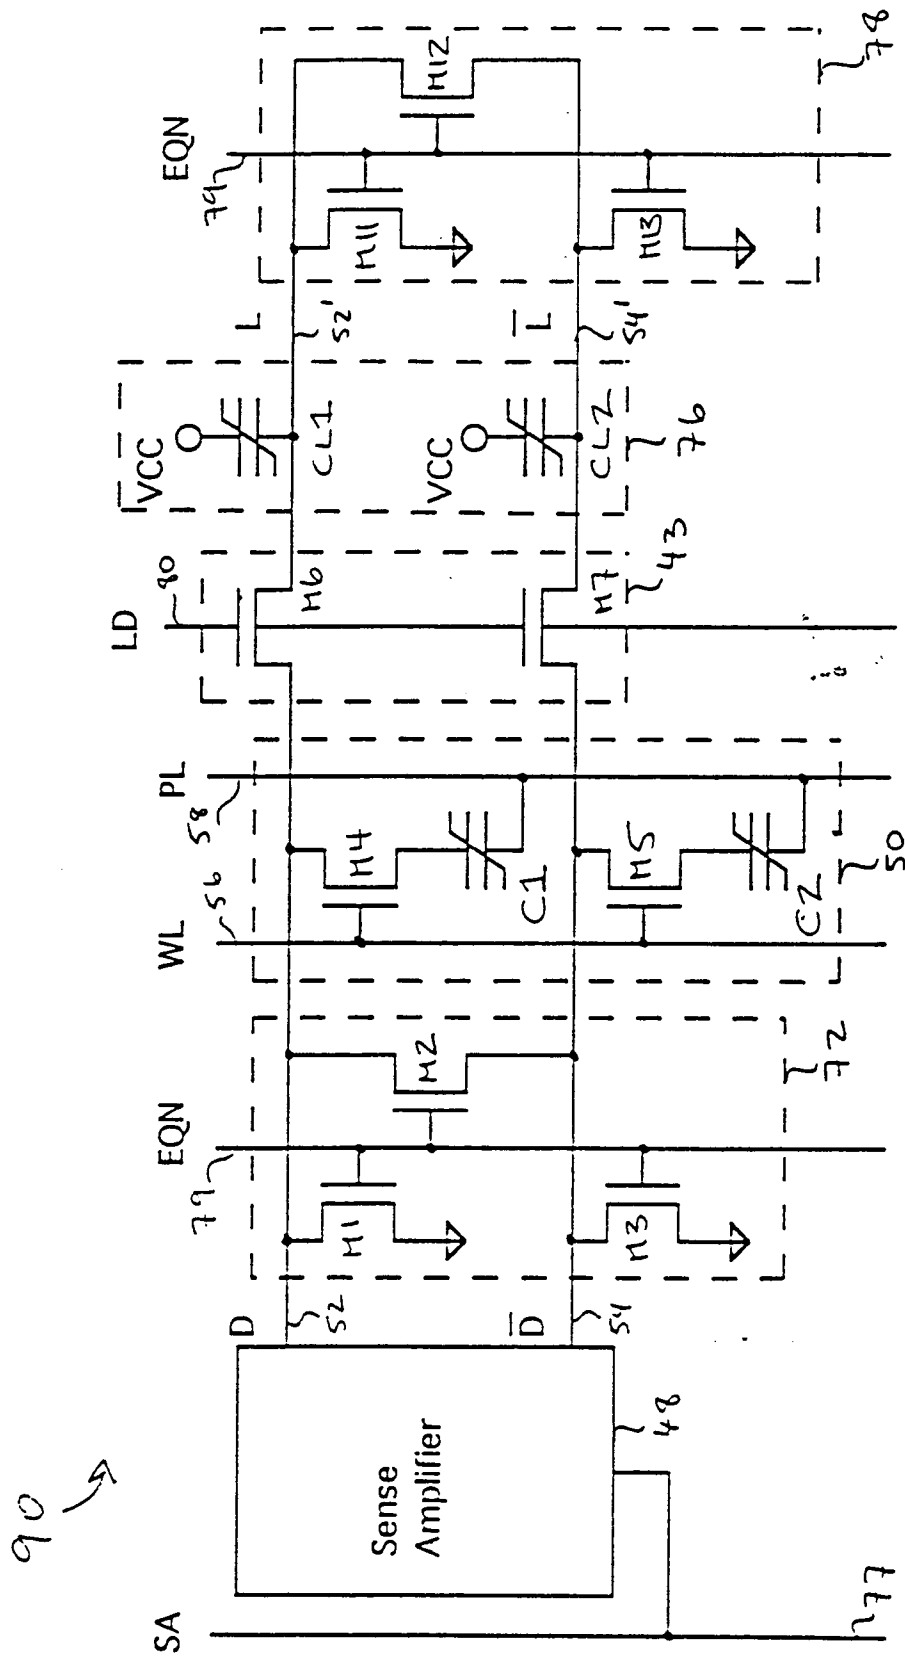 90
SA
77
Sense
Amplifier
48
D
52
D
54
EQN
79
M1
M2
M3
72
WL
56
PL
58
M4
C1
M5
C2
50
LD
80
M6
M7
43
VCC
CL1
VCC
CL2
76
L
52'
L
54'
EQN
79
M11
M12
M13
78